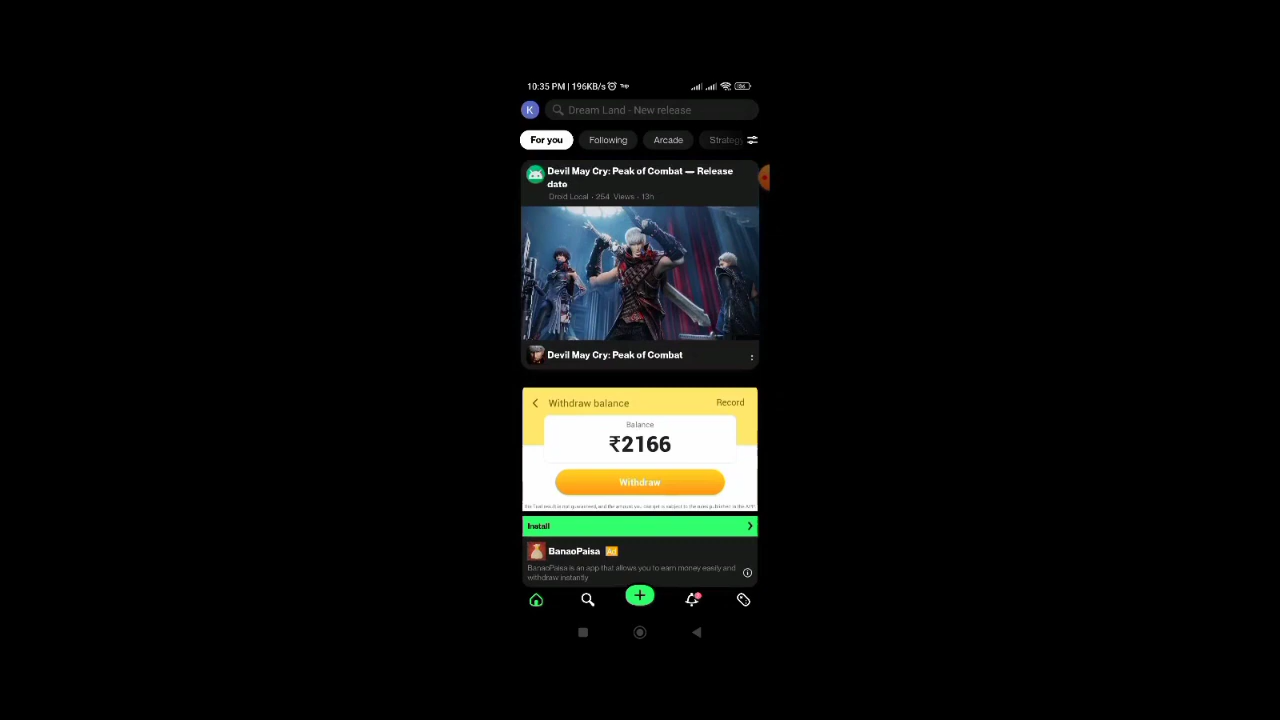 10:35 PM | 196KB/s
K
Dream Land - New release
For you
Following
Arcade
Strategy
Devil May Cry: Peak of Combat — Release
date
Droid Local • 254 Views • 13h
Devil May Cry: Peak of Combat
Withdraw balance
Record
Balance
₹2166
Withdraw
Install
BanaoPaisa Ad
BanaoPaisa is an app that allows you to earn money easily and
withdraw instantly